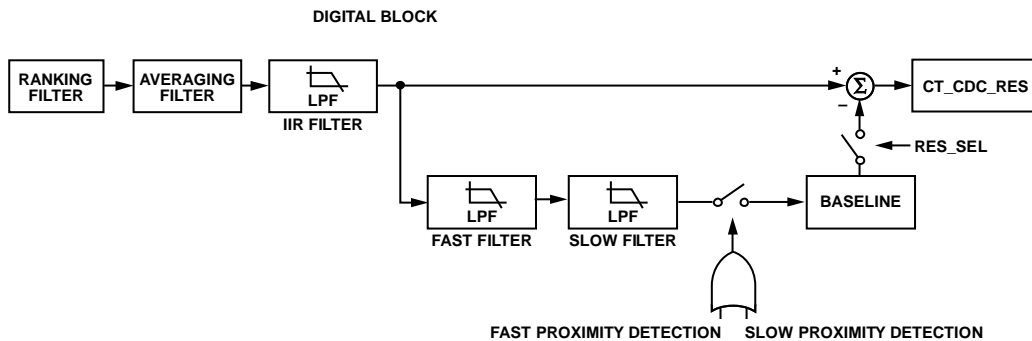 DIGITAL BLOCK
RANKING
FILTER
AVERAGING
FILTER
LPF
IIR FILTER
+
Σ
−
CT_CDC_RES
RES_SEL
LPF
FAST FILTER
LPF
SLOW FILTER
BASELINE
FAST PROXIMITY DETECTION
SLOW PROXIMITY DETECTION